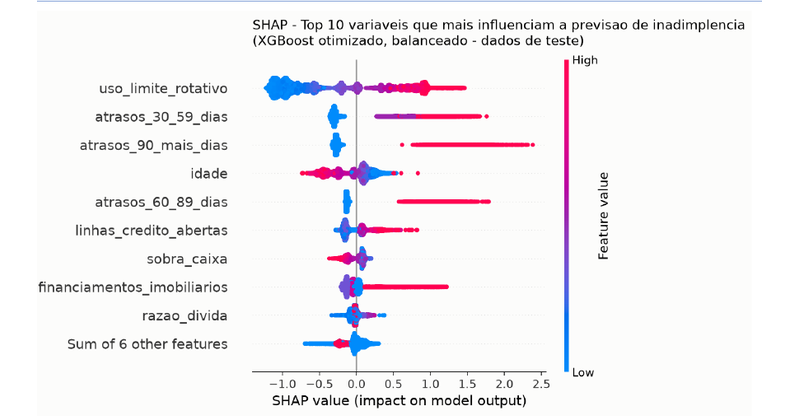 SHAP - Top 10 variaveis que mais influenciam a previsao de inadimplencia
(XGBoost otimizado, balanceado - dados de teste)
High
uso_limite_rotativo
atrasos_30_59_dias
atrasos_90_mais_dias
idade
atrasos_60_89_dias
linhas_credito_abertas
sobra_caixa
financiamentos_imobiliarios
razao_divida
Sum of 6 other features
Feature value
Low
−1.0 −0.5 0.0 0.5 1.0 1.5 2.0 2.5
SHAP value (impact on model output)